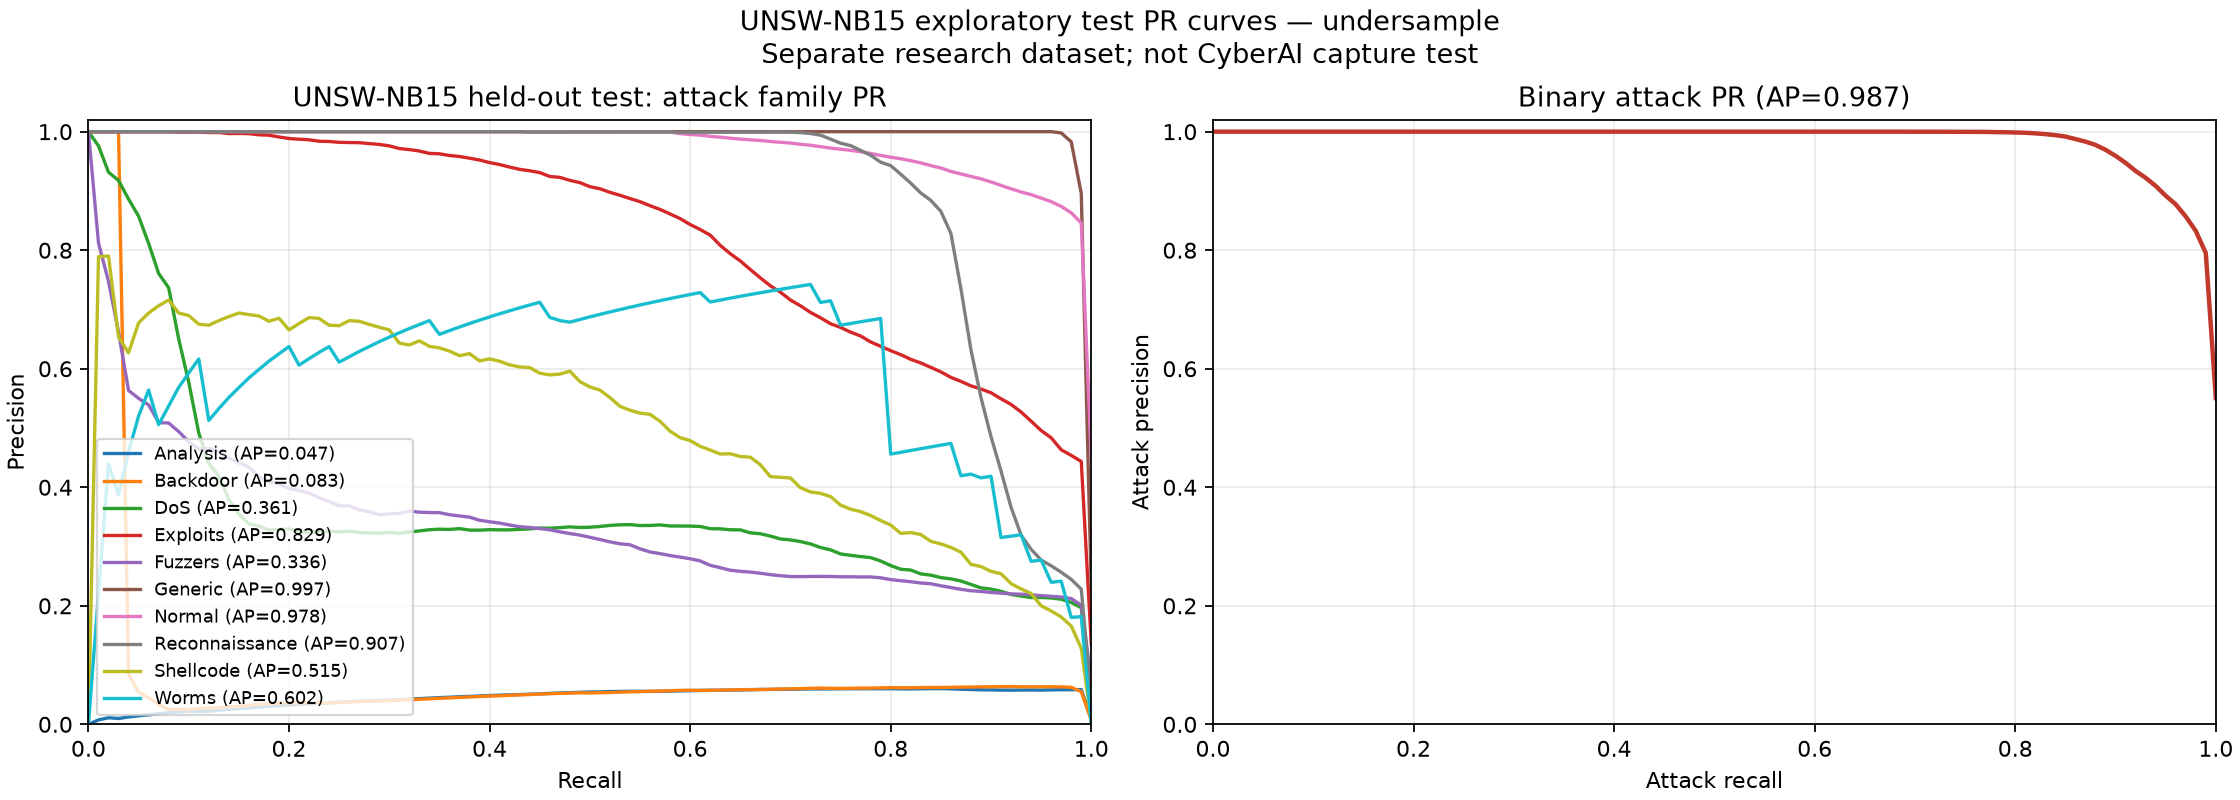 UNSW-NB15 exploratory test PR curves — undersample
Separate research dataset; not CyberAI capture test
UNSW-NB15 held-out test: attack family PR
1.0
0.8
0.6
0.4
0.2
0.0
Precision
Analysis (AP=0.047)
Backdoor (AP=0.083)
DoS (AP=0.361)
Exploits (AP=0.829)
Fuzzers (AP=0.336)
Generic (AP=0.997)
Normal (AP=0.978)
Reconnaissance (AP=0.907)
Shellcode (AP=0.515)
Worms (AP=0.602)
0.0 0.2 0.4 0.6 0.8 1.0
Recall
Binary attack PR (AP=0.987)
1.0
0.8
0.6
0.4
0.2
0.0
Attack precision
0.0 0.2 0.4 0.6 0.8 1.0
Attack recall